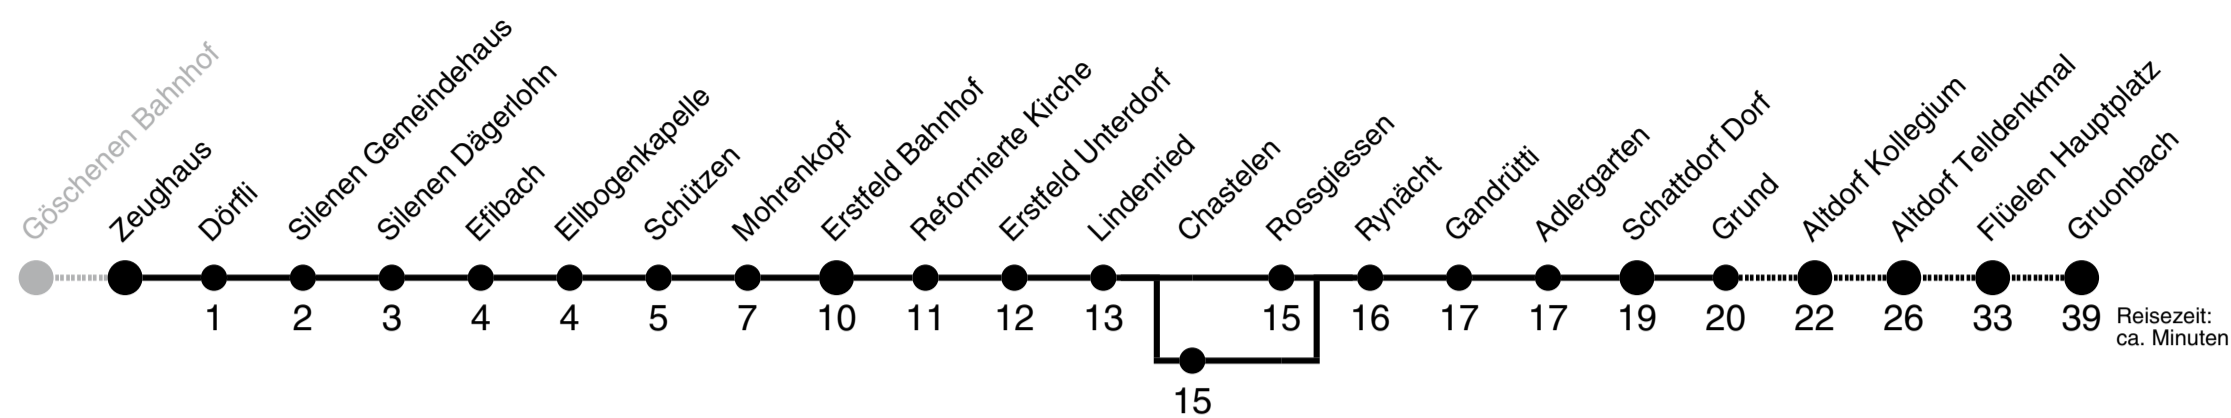 Göschenen Bahnhof
Zeughaus
Dörfli
Silenen Gemeindehaus
Silenen Dägerlohn
Efibach
Ellbogenkapelle
Schützen
Mohrenkopf
Erstfeld Bahnhof
Reformierte Kirche
Erstfeld Unterdorf
Lindenried
Chastelen
Rossgiessen
Rynächt
Gandrütti
Adlergarten
Schattdorf Dorf
Grund
Altdorf Kollegium
Altdorf Telldenkmal
Flüelen Hauptplatz
Gruonbach
1 2 3 4 4 5 7 10 11 12 13 15 16 17 17 19 20 22 26 33 39
Reisezeit:
ca. Minuten
15